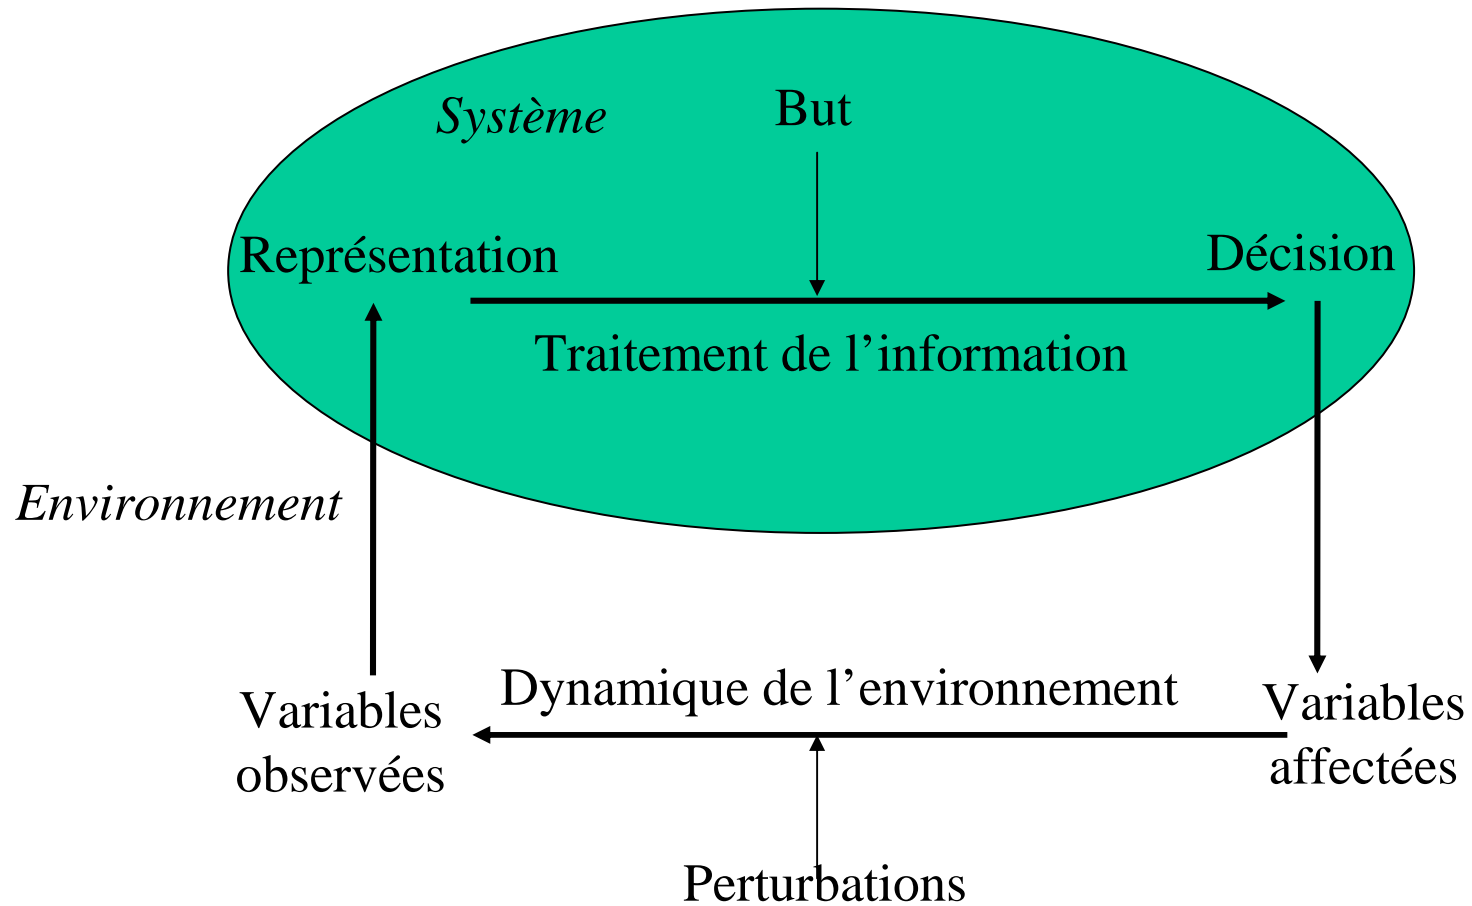 Système
But
Représentation
Décision
Traitement de l’information
Environnement
Dynamique de l’environnement
Variables
observées
Variables
affectées
Perturbations